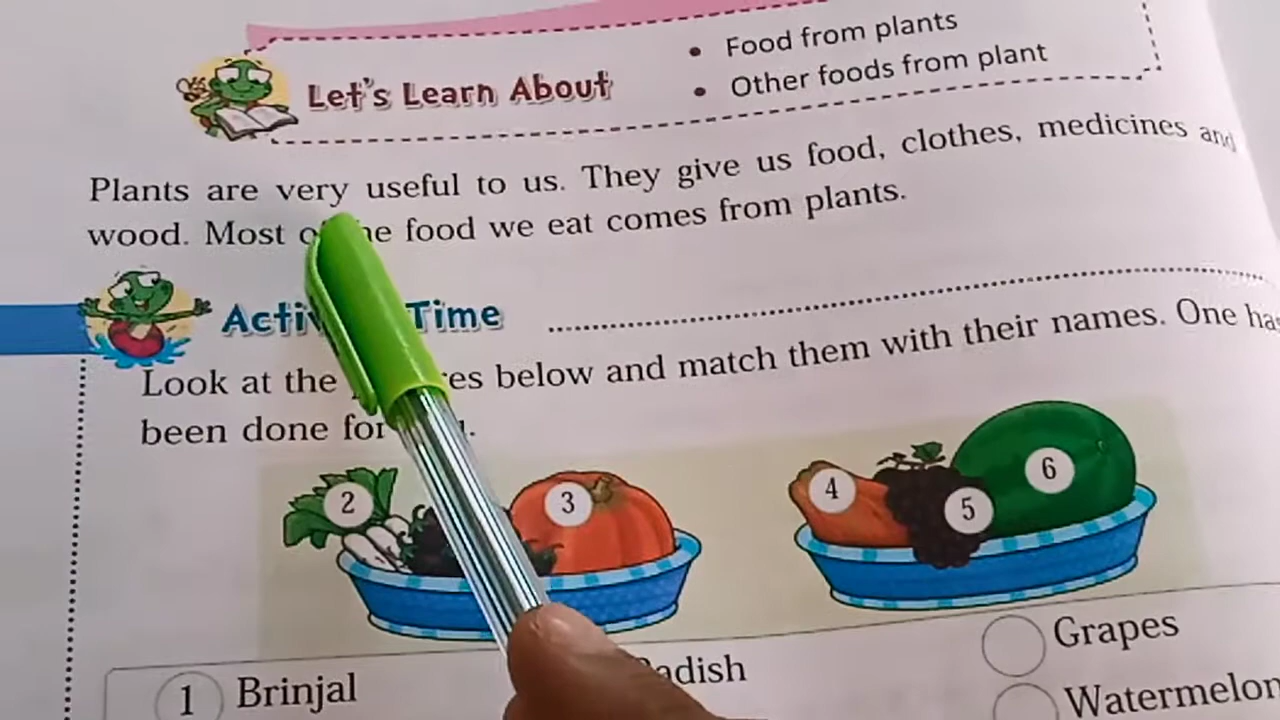 Let's Learn About
• Food from plants
• Other foods from plant
Plants are very useful to us. They give us food, clothes, medicines and
wood. Most the food we eat comes from plants.
Time
Look at the below and match them with their names. One has
been done for
2
3
4
5
6
1 Brinjal
Radish
Grapes
Watermelon